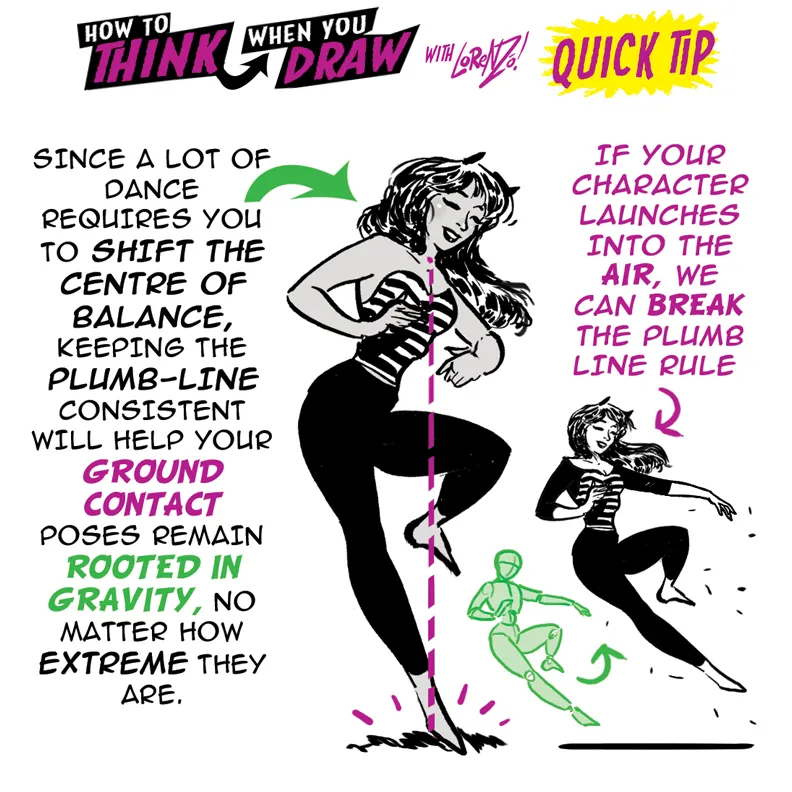 HOW TO THINK WHEN YOU DRAW WITH LORENZO! QUICK TIP
SINCE A LOT OF
DANCE
REQUIRES YOU
TO SHIFT THE
CENTRE OF
BALANCE,
KEEPING THE
PLUMB-LINE
CONSISTENT
WILL HELP YOUR
GROUND
CONTACT
POSES REMAIN
ROOTED IN
GRAVITY, NO
MATTER HOW
EXTREME THEY
ARE.
IF YOUR
CHARACTER
LAUNCHES
INTO THE
AIR, WE
CAN BREAK
THE PLUMB
LINE RULE